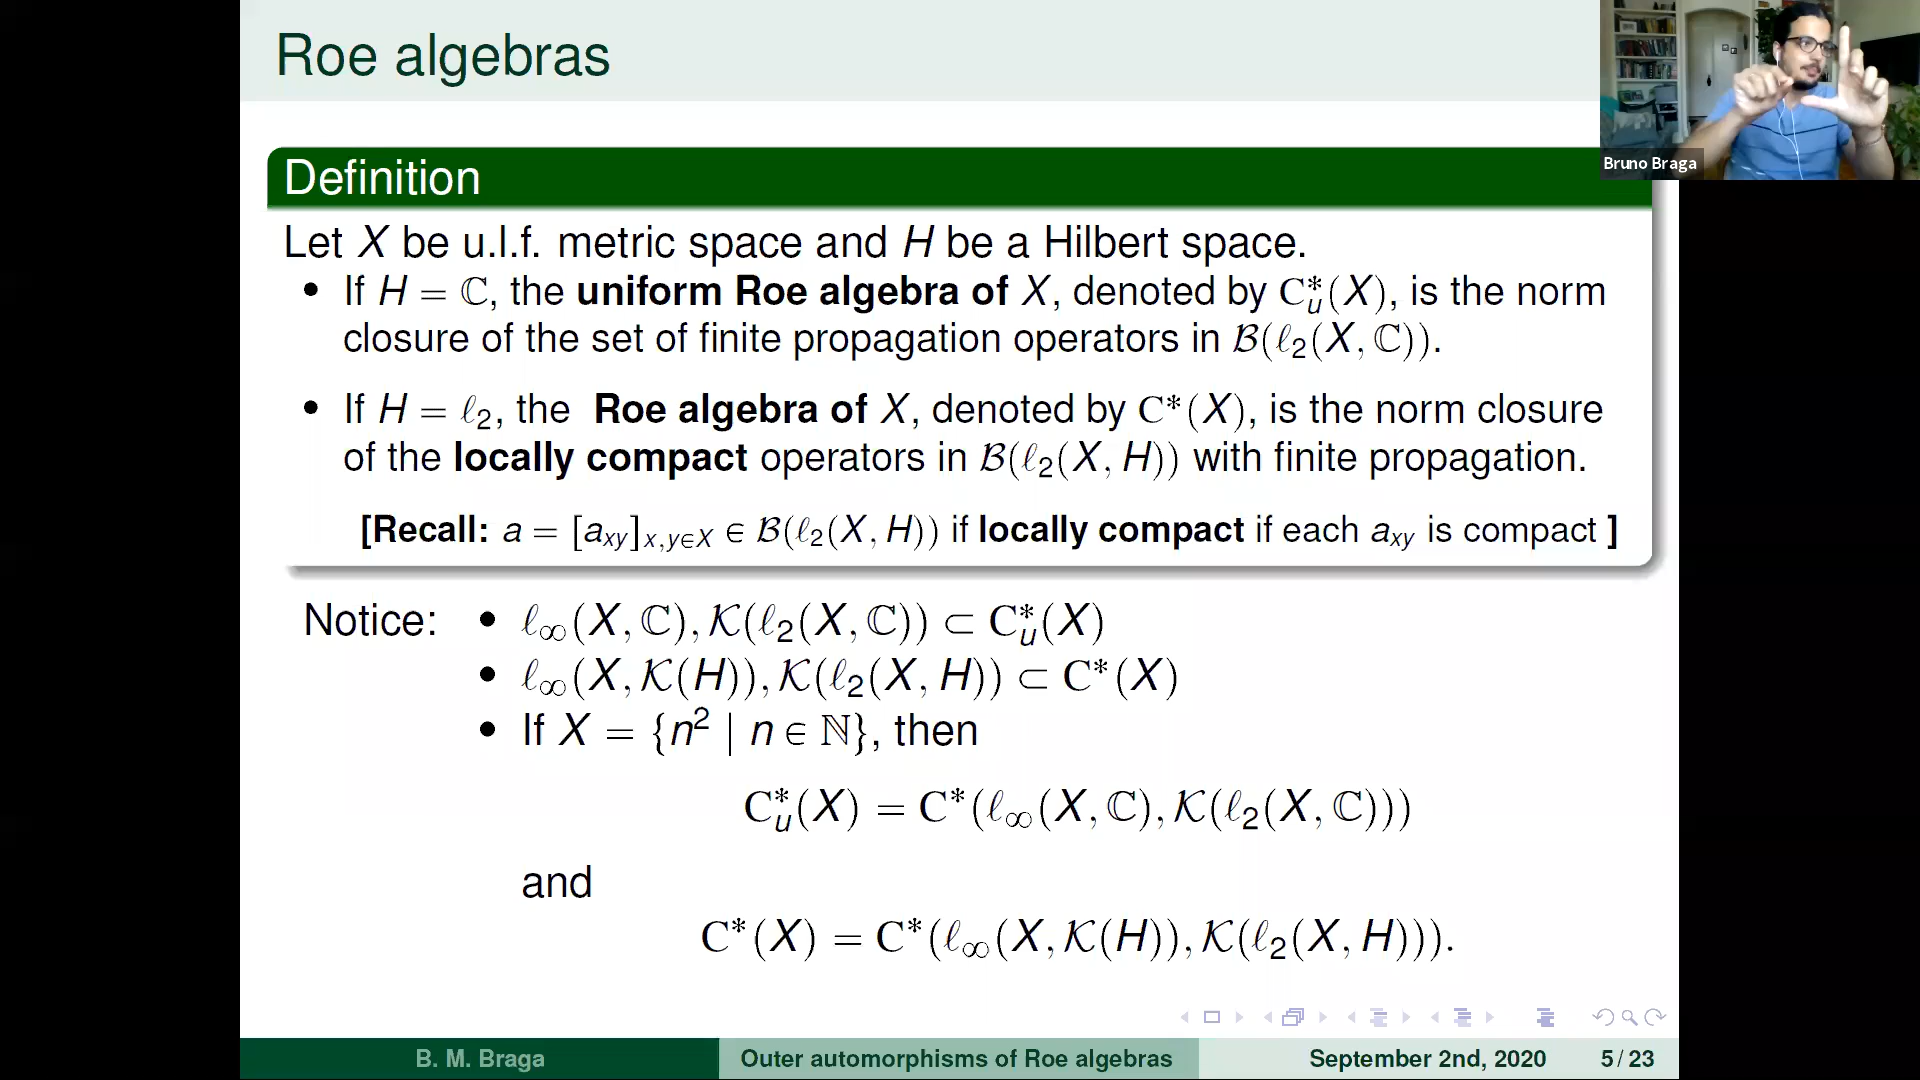 Roe algebras
Bruno Braga
Definition
Let X be u.l.f. metric space and H be a Hilbert space.
• If H = ℂ, the uniform Roe algebra of X, denoted by C*_u(X), is the norm
closure of the set of finite propagation operators in ℬ(ℓ₂(X, ℂ)).
• If H = ℓ₂, the Roe algebra of X, denoted by C*(X), is the norm closure
of the locally compact operators in ℬ(ℓ₂(X, H)) with finite propagation.
[Recall: a = [a_xy]_x,y∈X ∈ ℬ(ℓ₂(X, H)) if locally compact if each a_xy is compact ]
Notice: • ℓ∞(X, ℂ), 𝒦(ℓ₂(X, ℂ)) ⊂ C*_u(X)
• ℓ∞(X, 𝒦(H)), 𝒦(ℓ₂(X, H)) ⊂ C*(X)
• If X = {n² | n ∈ ℕ}, then
C*_u(X) = C*(ℓ∞(X, ℂ), 𝒦(ℓ₂(X, ℂ)))
and
C*(X) = C*(ℓ∞(X, 𝒦(H)), 𝒦(ℓ₂(X, H))).
B. M. Braga Outer automorphisms of Roe algebras September 2nd, 2020 5 / 23